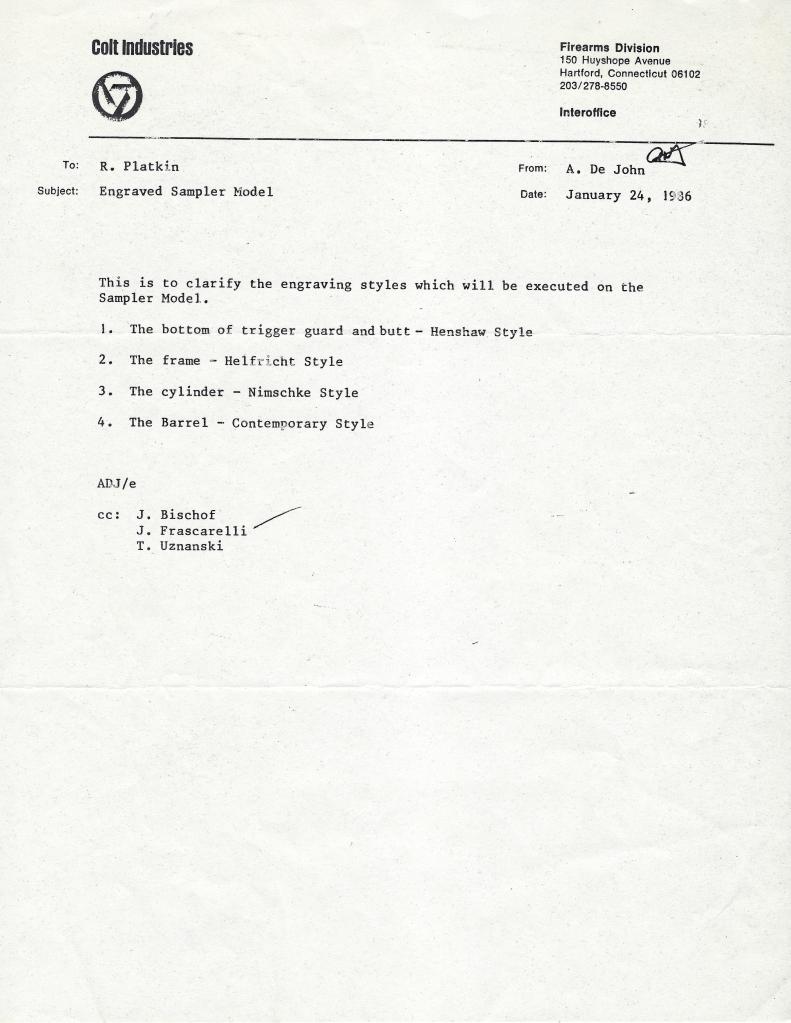 Colt Industries
Firearms Division
150 Huyshope Avenue
Hartford, Connecticut 06102
203/278-8550
Interoffice
To: R. Platkin
From: A. De John
Subject: Engraved Sampler Model
Date: January 24, 1986
This is to clarify the engraving styles which will be executed on the
Sampler Model.
1. The bottom of trigger guard and butt - Henshaw Style
2. The frame - Helfricht Style
3. The cylinder - Nimschke Style
4. The Barrel - Contemporary Style
ADJ/e
cc: J. Bischof
J. Frascarelli
T. Uznanski